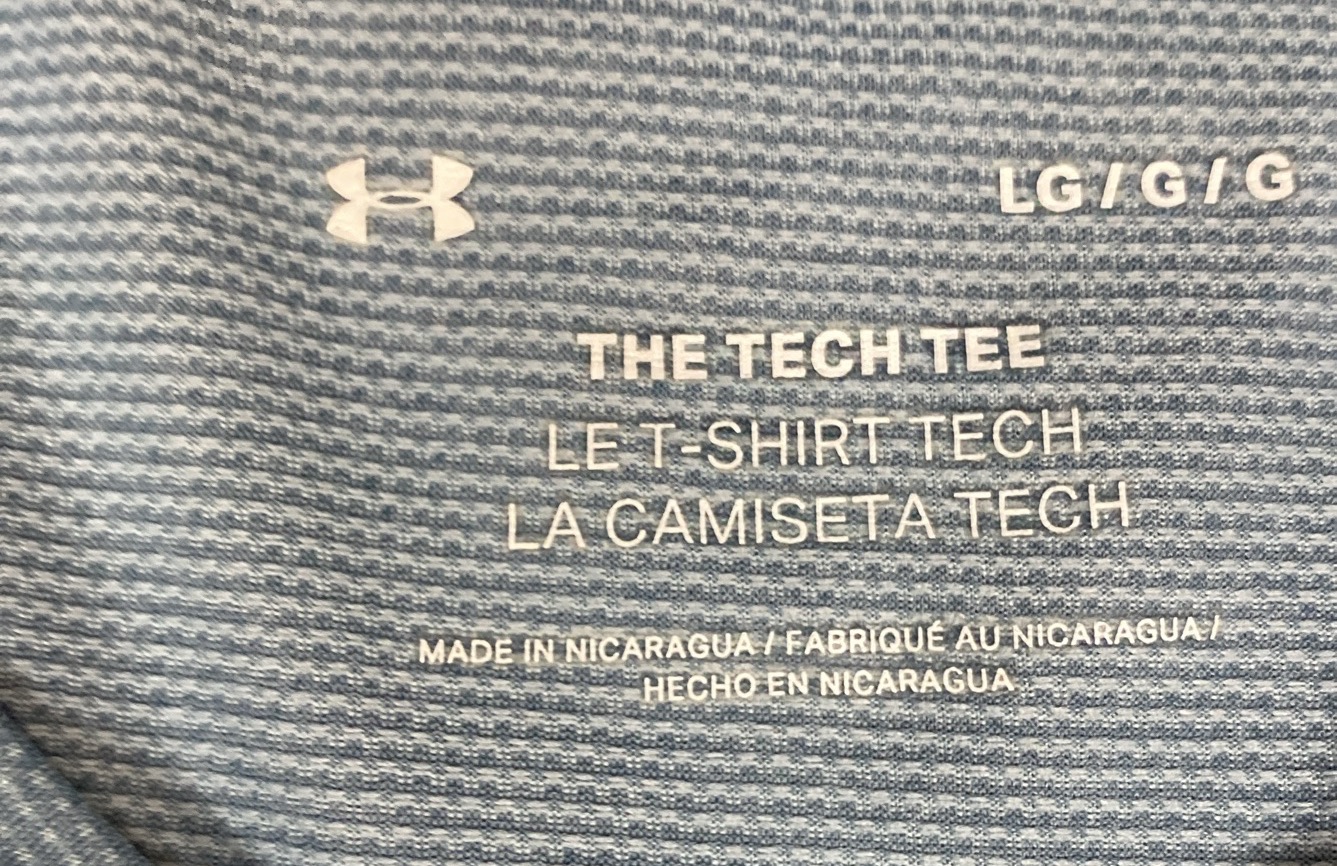 LG / G / G
THE TECH TEE
LE T-SHIRT TECH
LA CAMISETA TECH
MADE IN NICARAGUA / FABRIQUÉ AU NICARAGUA /
HECHO EN NICARAGUA